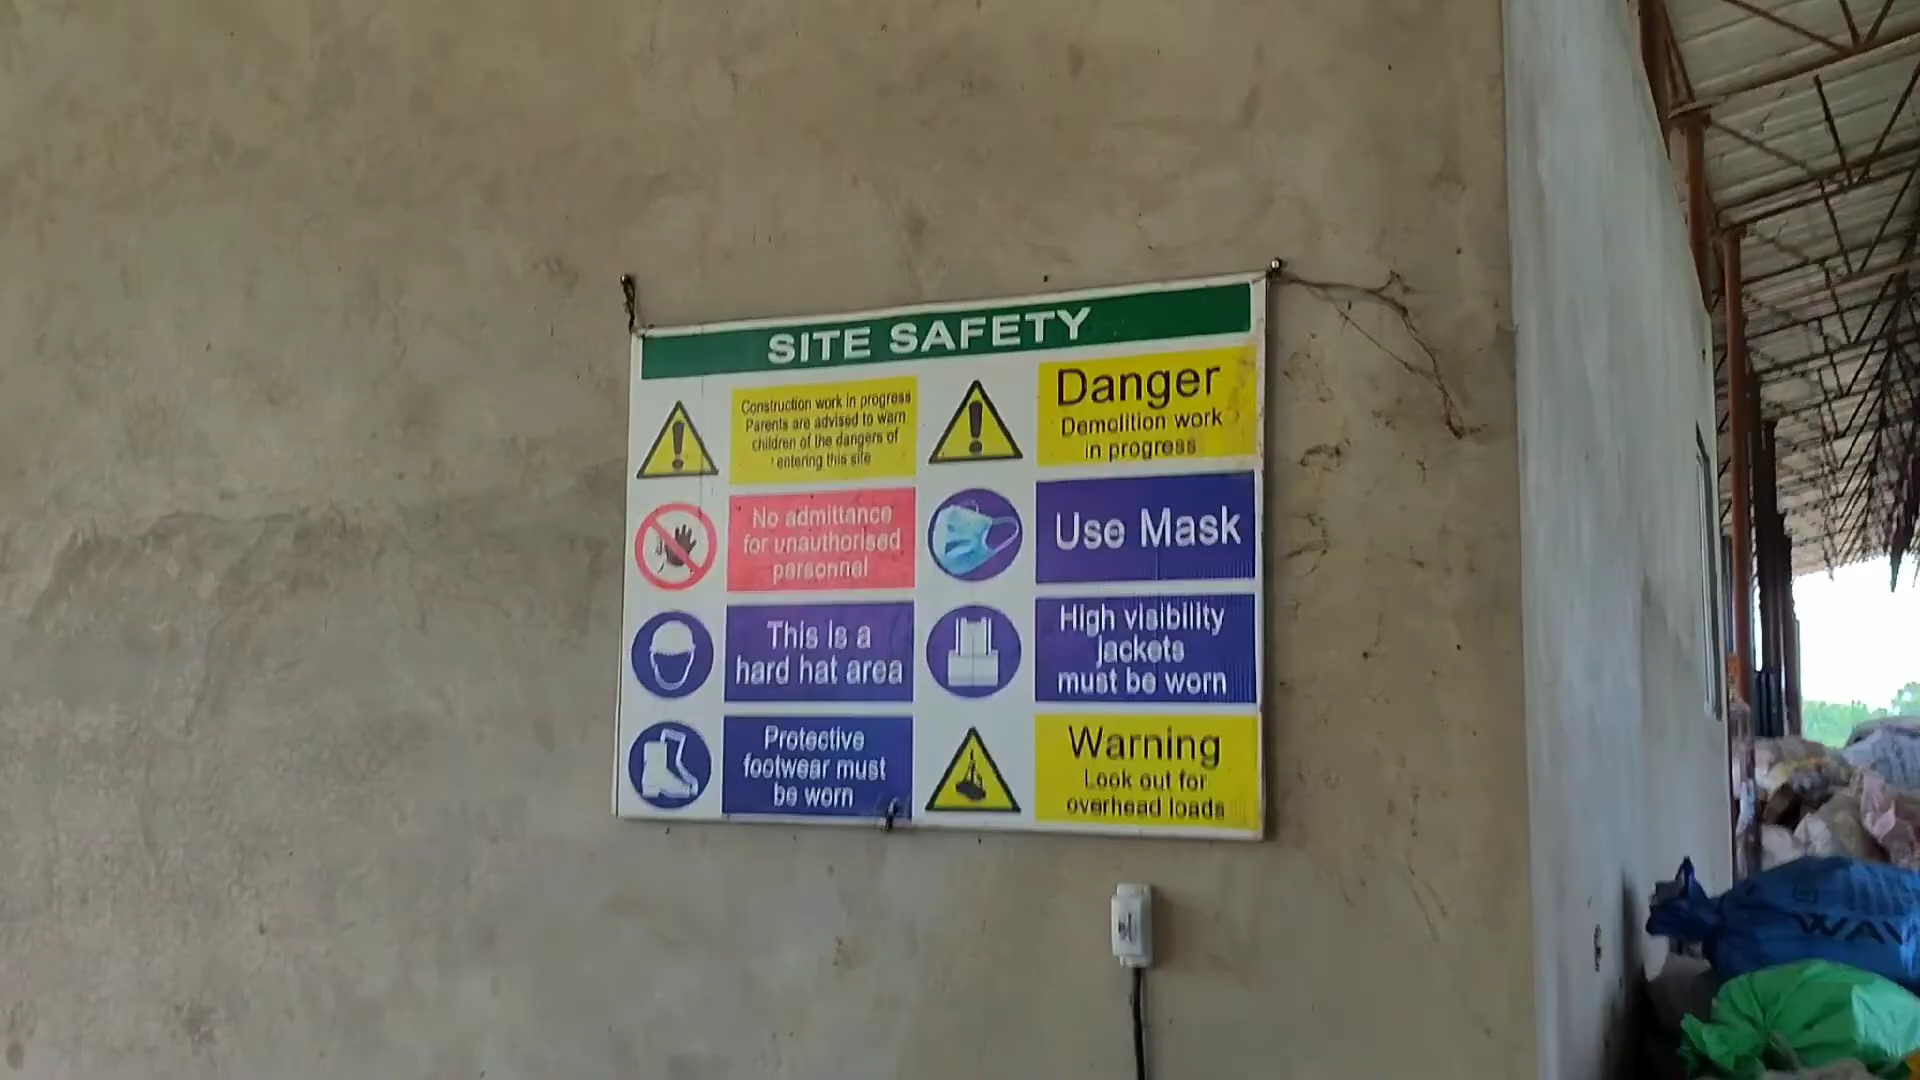 SITE SAFETY
Construction work in progress
Parents are advised to warn
children of the dangers of
entering this site
Danger
Demolition work
in progress
No admittance
for unauthorised
personnel
Use Mask
This is a
hard hat area
High visibility
jackets
must be worn
Protective
footwear must
be worn
Warning
Look out for
overhead loads